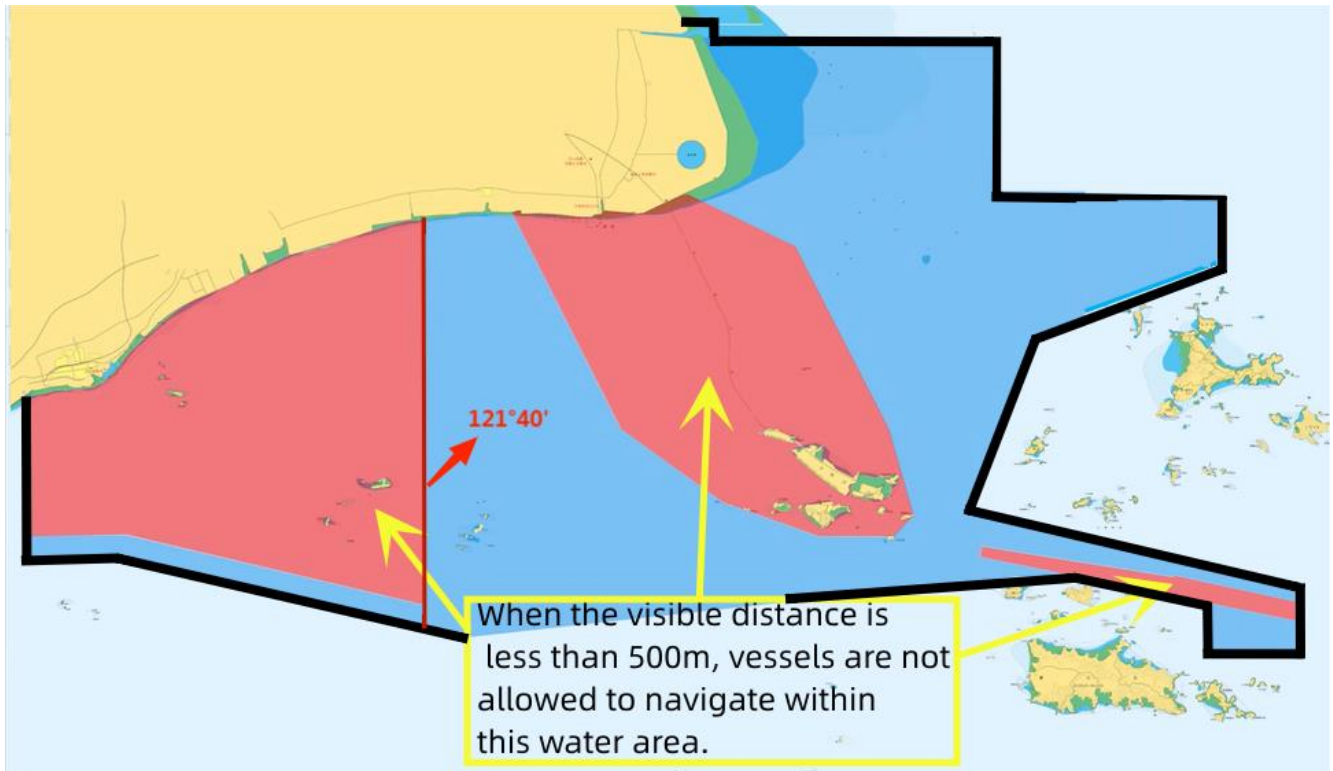 121°40'
When the visible distance is
less than 500m, vessels are not
allowed to navigate within
this water area.